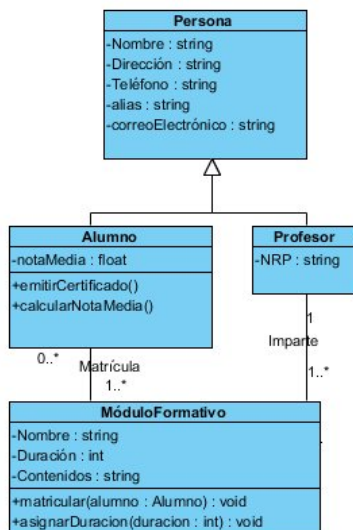 Persona
-Nombre : string
-Dirección : string
-Teléfono : string
-alias : string
-correoElectrónico : string
Alumno
-notaMedia : float
+emitirCertificado()
+calcularNotaMedia()
Profesor
-NRP : string
0..*
Matrícula
1..*
1
Imparte
1..*
MóduloFormativo
-Nombre : string
-Duración : int
-Contenidos : string
+matricular(alumno : Alumno) : void
+asignarDuracion(duracion : int) : void